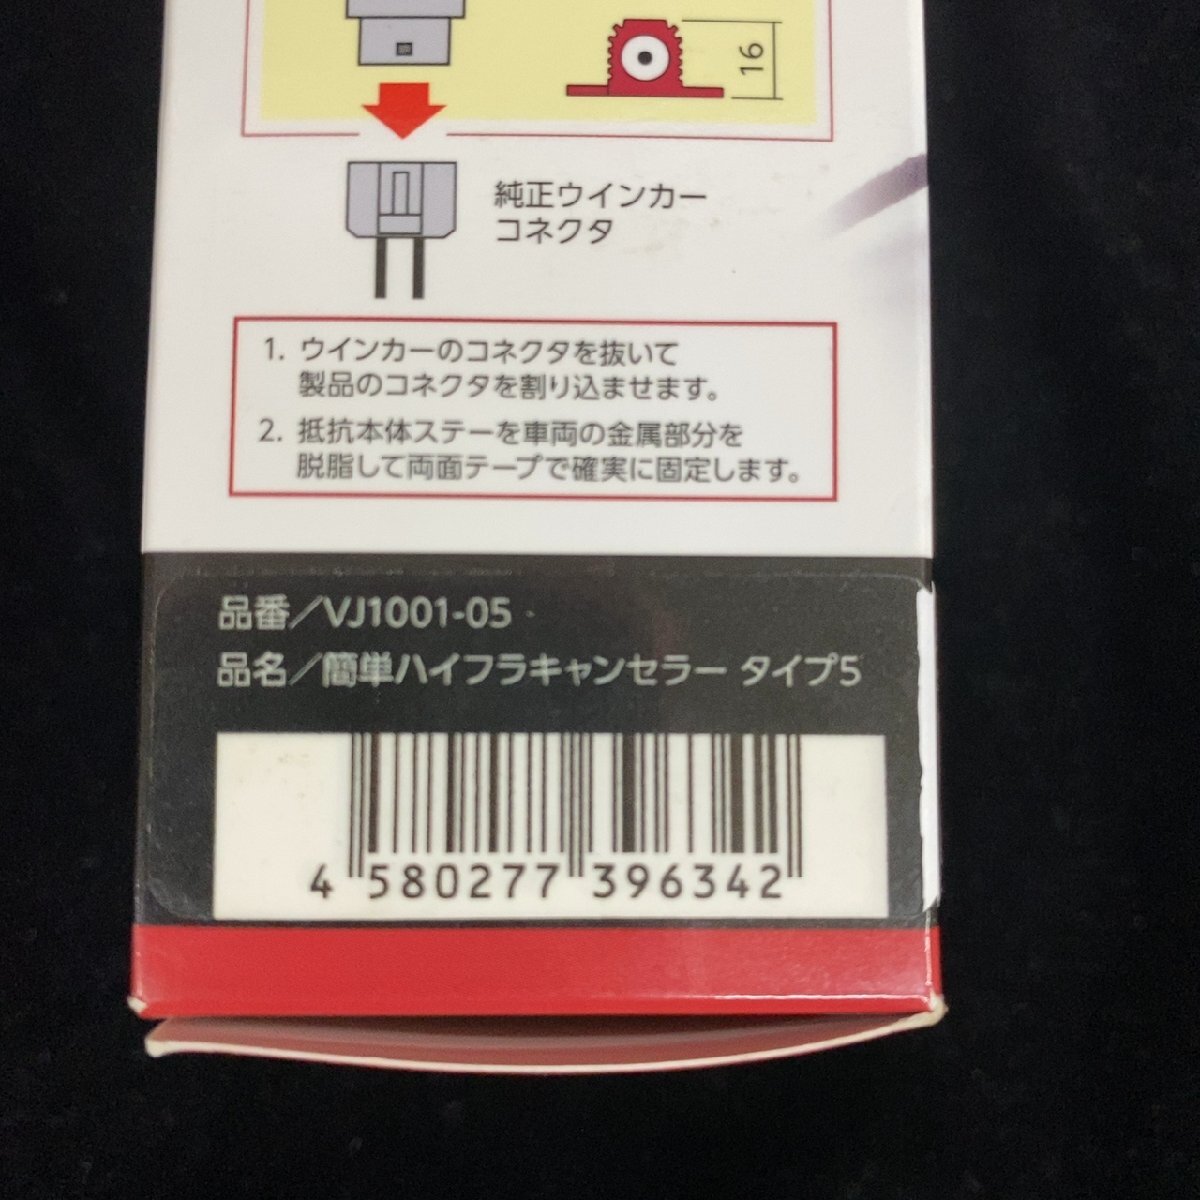 16
純正ウインカー
コネクタ
1. ウインカーのコネクタを抜いて
製品のコネクタを割り込ませます。
2. 抵抗本体ステーを車両の金属部分を
脱脂して両面テープで確実に固定します。
品番／VJ1001-05
品名／簡単ハイフラキャンセラー タイプ5
4 580277 396342